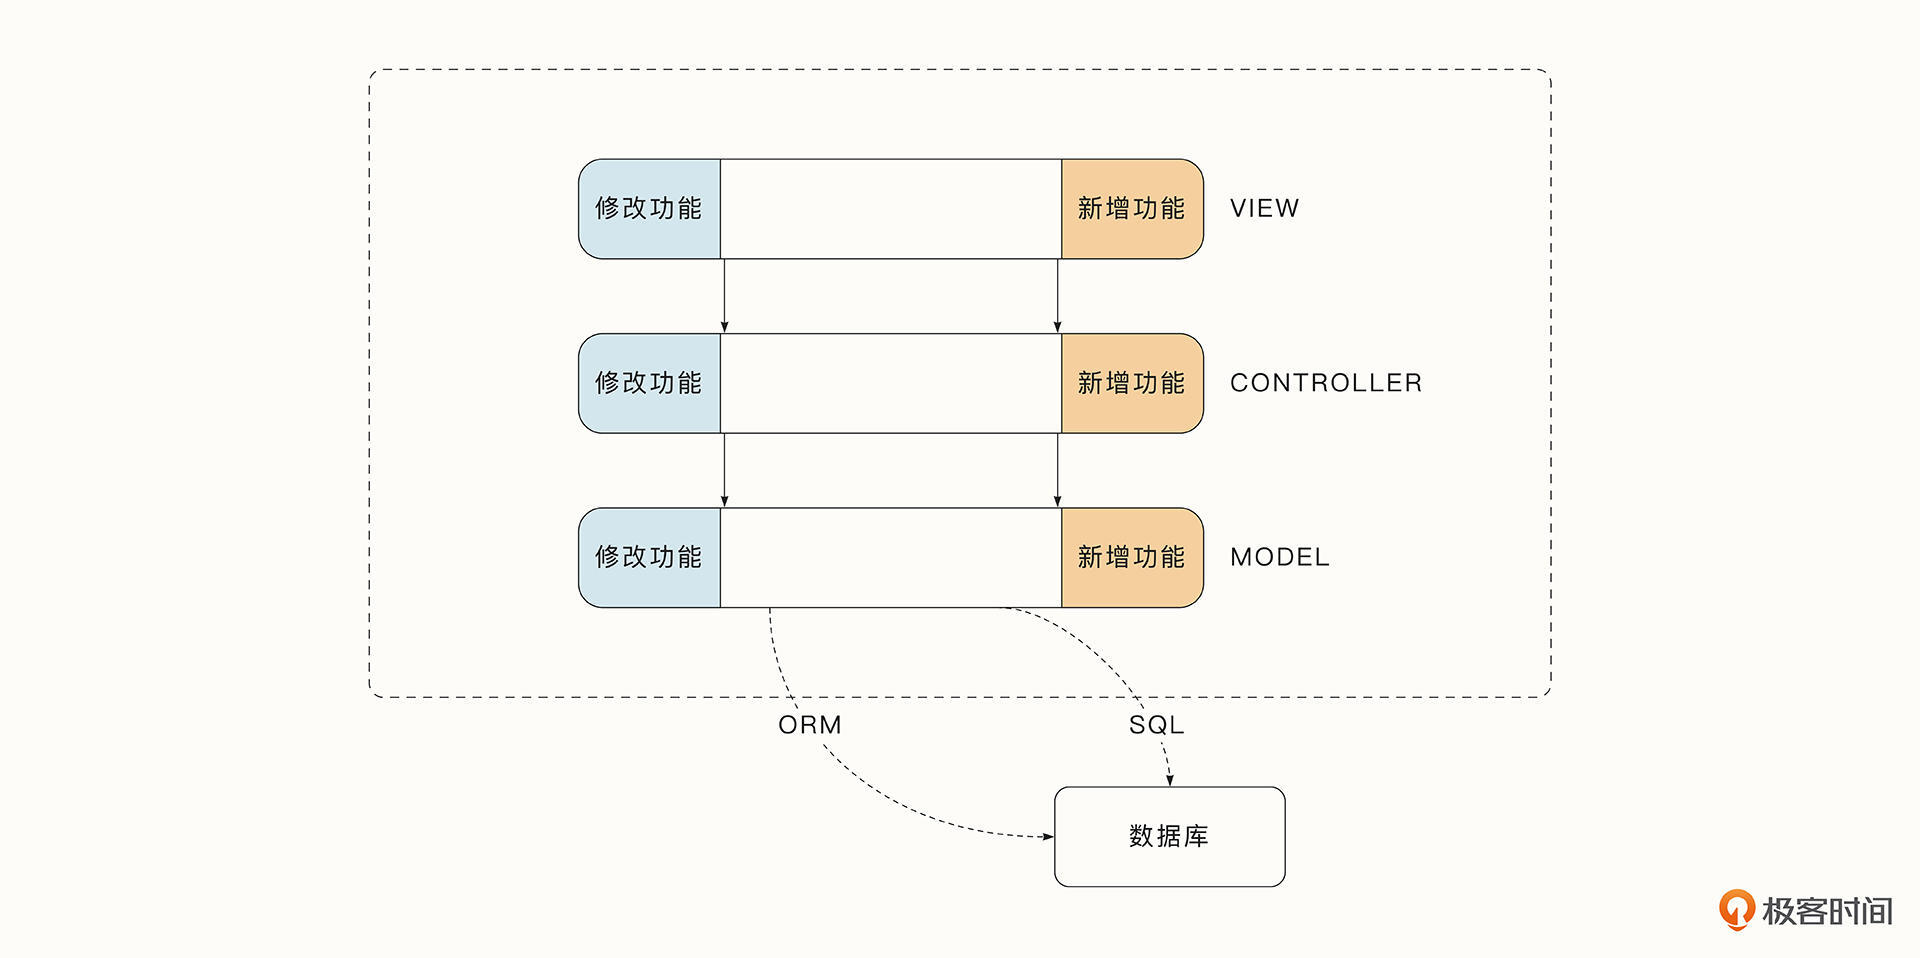 修改功能 新增功能 VIEW
修改功能 新增功能 CONTROLLER
修改功能 新增功能 MODEL
ORM SQL
数据库
极客时间